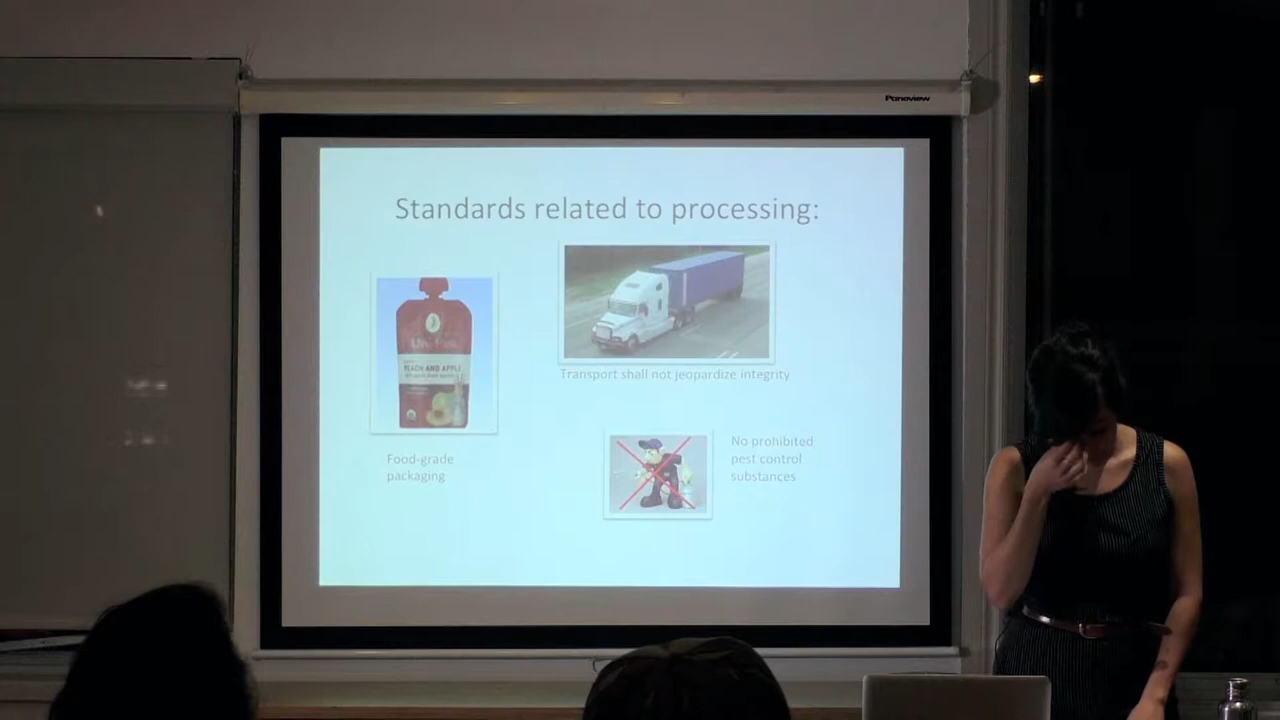 Paneview
Standards related to processing:
PEACH AND APPLE
Transport shall not jeopardize integrity
Food-grade
packaging
No prohibited
pest control
substances